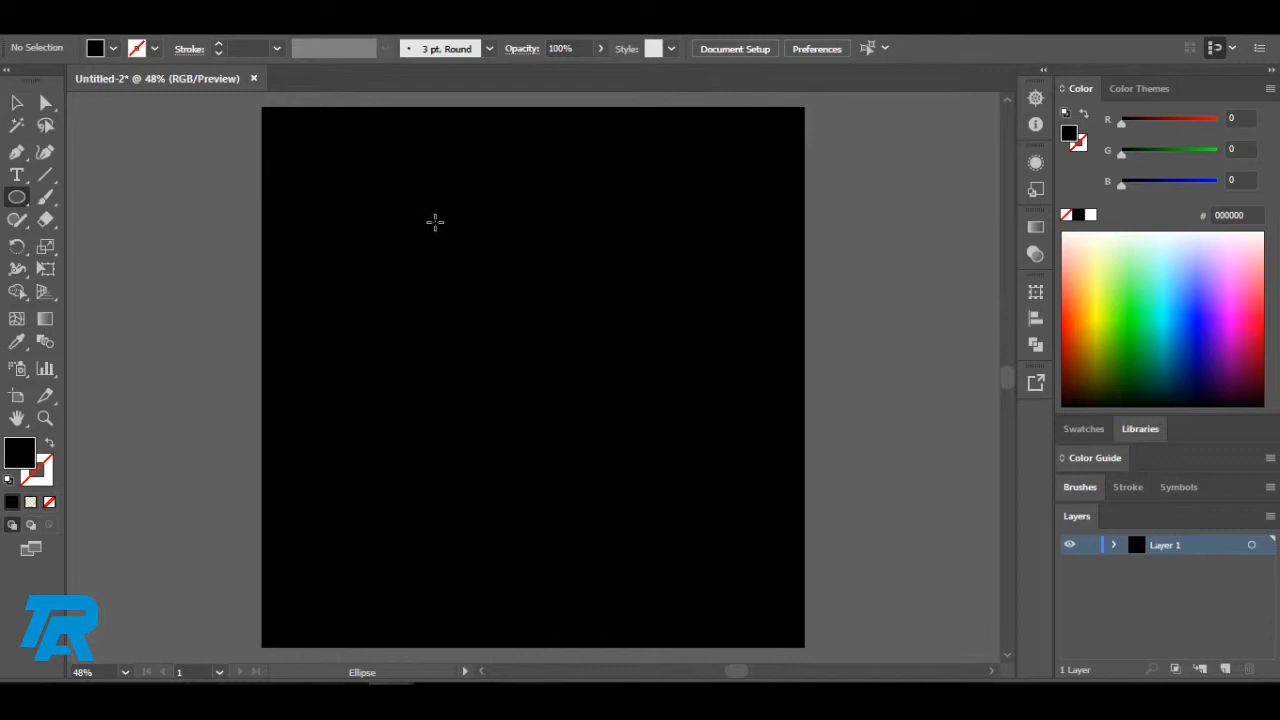 No Selection
Stroke:
3 pt. Round
Opacity: 100%
Style:
Document Setup
Preferences
Untitled-2* @ 48% (RGB/Preview)
Color
Color Themes
R 0
G 0
B 0
# 000000
Swatches
Libraries
Color Guide
Brushes
Stroke
Symbols
Layers
Layer 1
TRA
48%
1
Ellipse
1 Layer